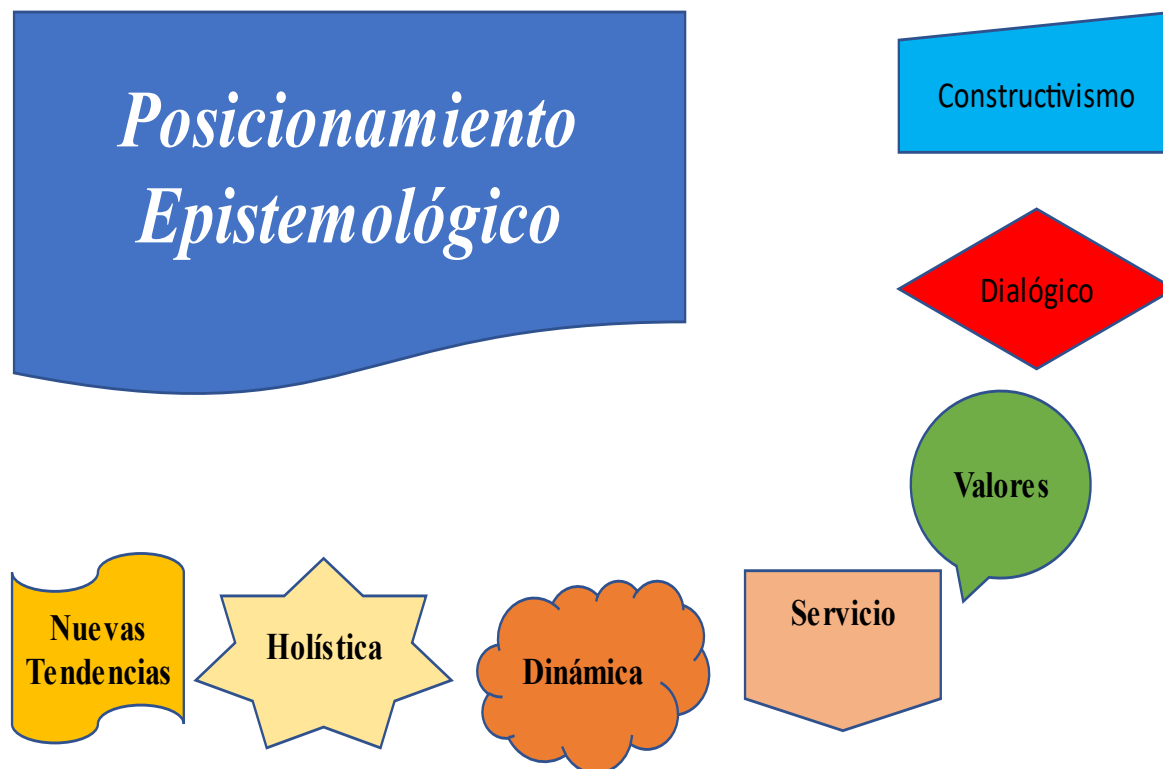 Posicionamiento
Epistemológico
Constructivismo
Dialógico
Valores
Servicio
Nuevas
Tendencias
Holística
Dinámica